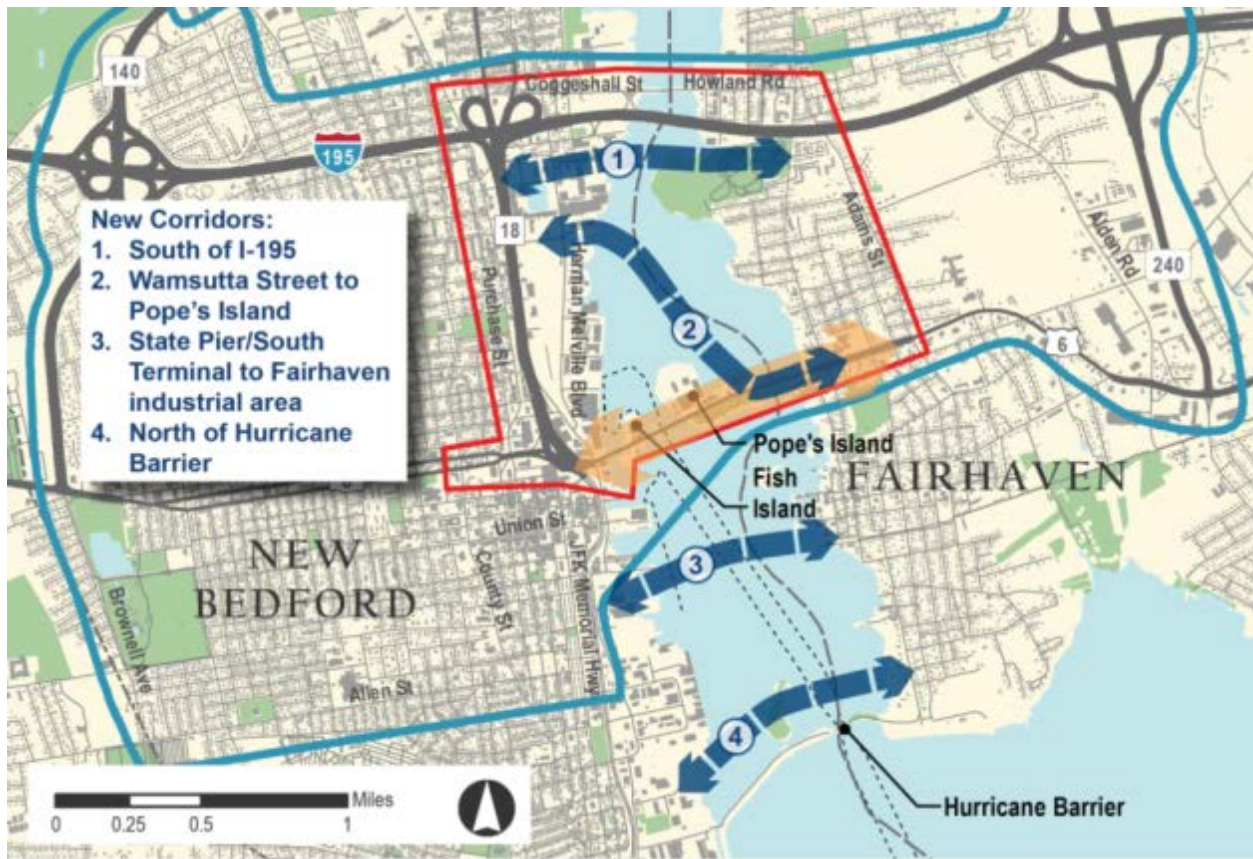 140
Coggeshall St
Howland Rd
195
1
New Corridors:
1. South of I-195
2. Wamsutta Street to
Pope's Island
3. State Pier/South
Terminal to Fairhaven
industrial area
4. North of Hurricane
Barrier
18
Purchase St
Herman Melville Blvd
Adams St
Alden Rd
240
2
6
Pope's Island
Fish
Island
FAIRHAVEN
Union St
NEW
BEDFORD
County St
JFK Memorial Hwy
3
Brownell Ave
Allen St
4
Hurricane Barrier
Miles
0 0.25 0.5 1